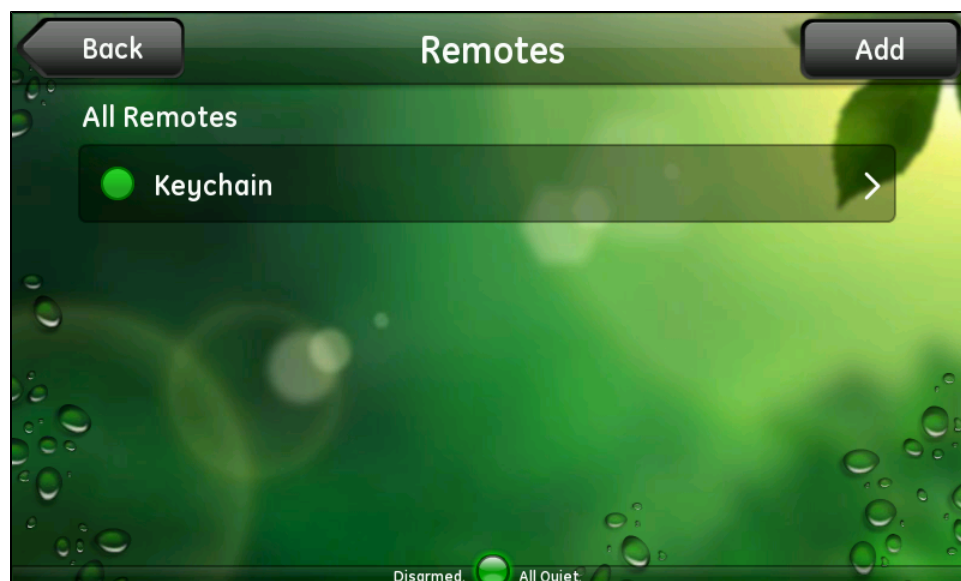 Back Remotes Add
All Remotes
Keychain
Disarmed. All Quiet.